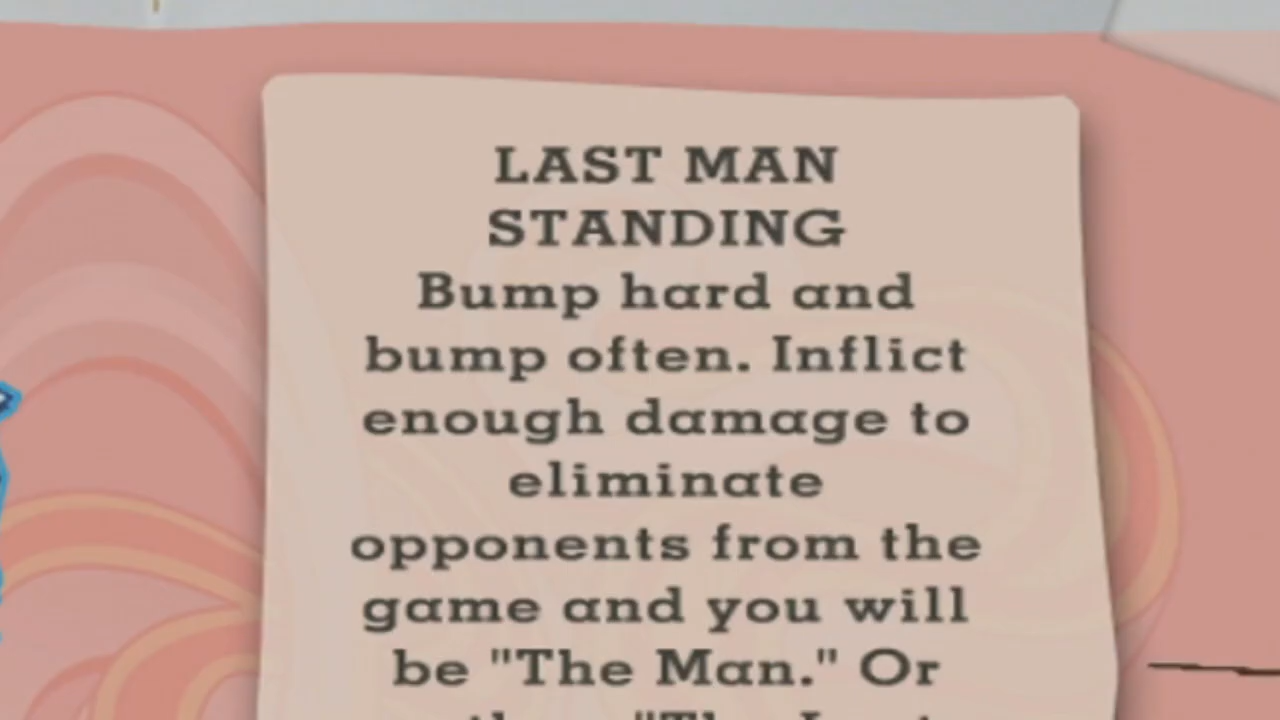 LAST MAN
STANDING
Bump hard and
bump often. Inflict
enough damage to
eliminate
opponents from the
game and you will
be "The Man." Or